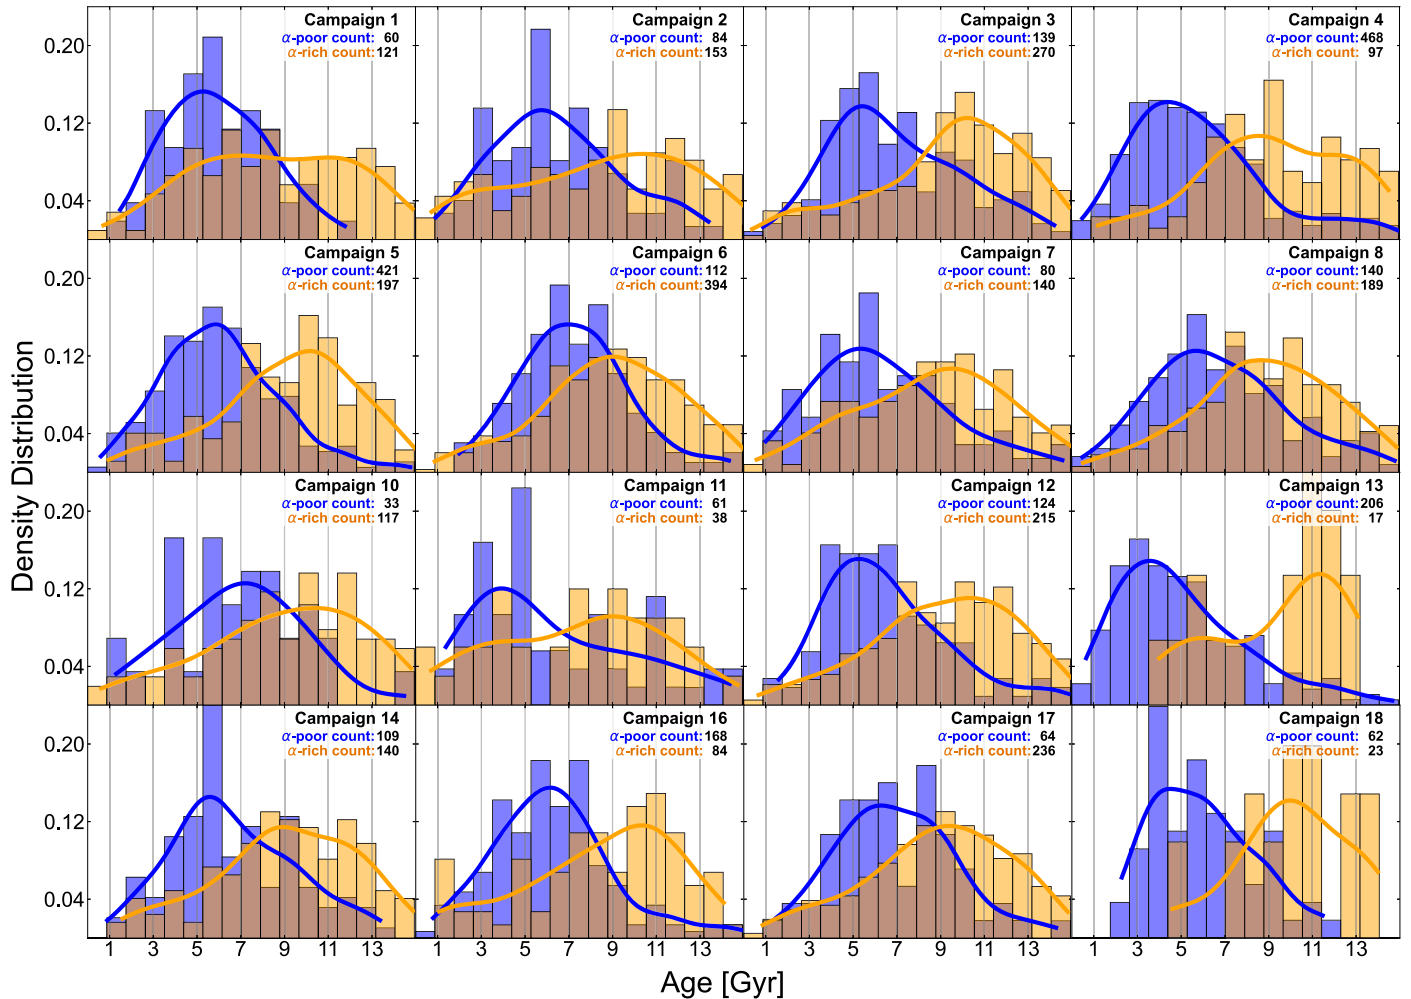 Campaign 1
α-poor count: 60
α-rich count: 121
Campaign 2
α-poor count: 84
α-rich count: 153
Campaign 3
α-poor count: 139
α-rich count: 270
Campaign 4
α-poor count: 468
α-rich count: 97
0.20
0.12
0.04
Campaign 5
α-poor count: 421
α-rich count: 197
Campaign 6
α-poor count: 112
α-rich count: 394
Campaign 7
α-poor count: 80
α-rich count: 140
Campaign 8
α-poor count: 140
α-rich count: 189
0.20
0.12
0.04
Density Distribution
Campaign 10
α-poor count: 33
α-rich count: 117
Campaign 11
α-poor count: 61
α-rich count: 38
Campaign 12
α-poor count: 124
α-rich count: 215
Campaign 13
α-poor count: 206
α-rich count: 17
0.20
0.12
0.04
Campaign 14
α-poor count: 109
α-rich count: 140
Campaign 16
α-poor count: 168
α-rich count: 84
Campaign 17
α-poor count: 64
α-rich count: 236
Campaign 18
α-poor count: 62
α-rich count: 23
0.20
0.12
0.04
1 3 5 7 9 11 13 1 3 5 7 9 11 13 1 3 5 7 9 11 13 1 3 5 7 9 11 13
Age [Gyr]